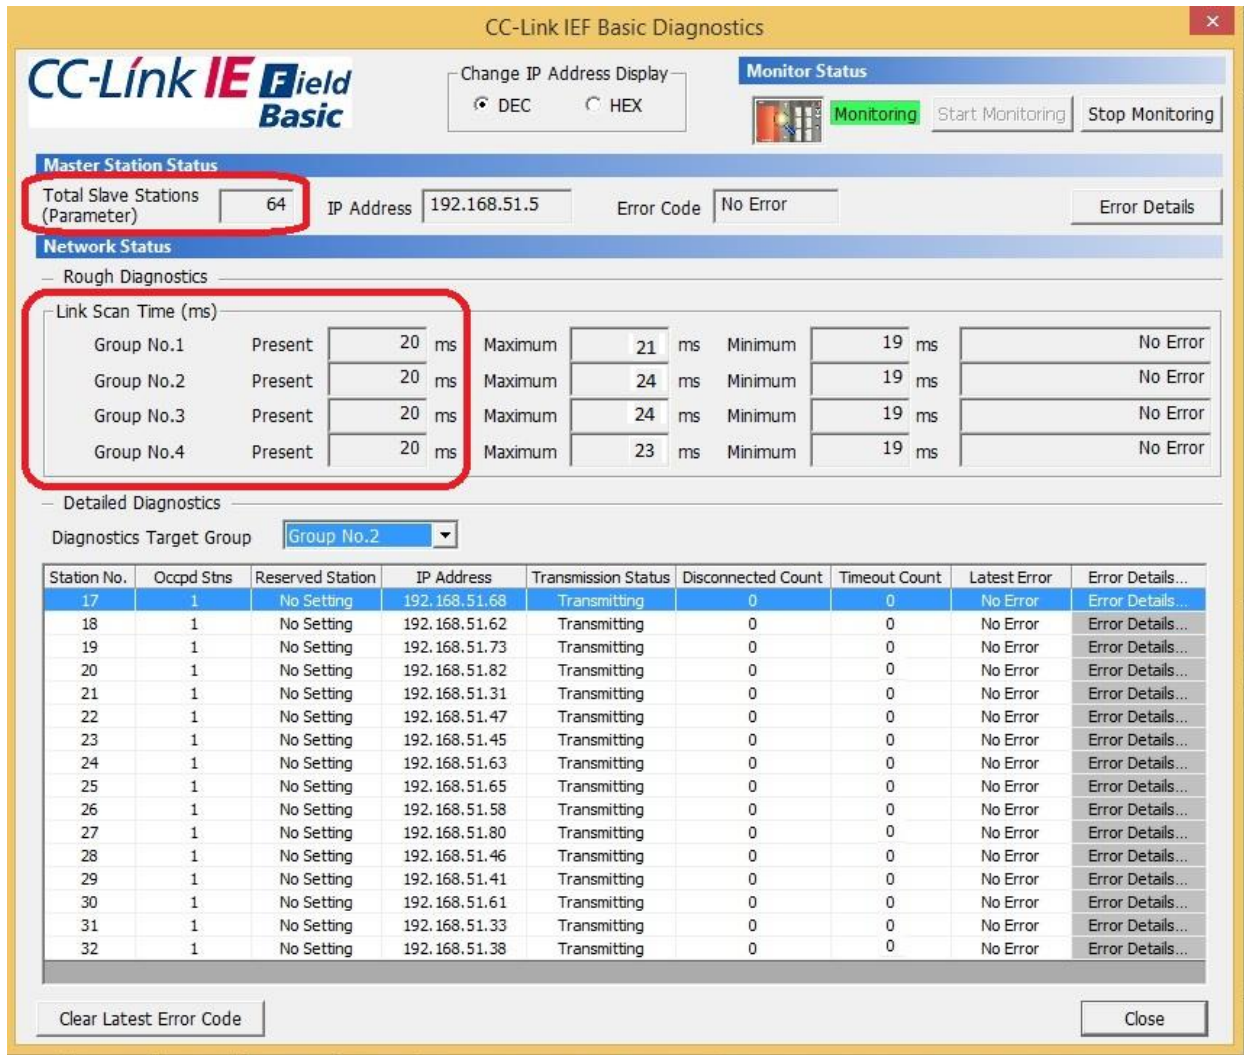 CC-Link IEF Basic Diagnostics
CC-Link IE Field
Basic
Change IP Address Display
DEC HEX
Monitor Status
Monitoring Start Monitoring Stop Monitoring
Master Station Status
Total Slave Stations
(Parameter) 64 IP Address 192.168.51.5 Error Code No Error Error Details
Network Status
Rough Diagnostics
Link Scan Time (ms)
Group No.1 Present 20 ms Maximum 21 ms Minimum 19 ms No Error
Group No.2 Present 20 ms Maximum 24 ms Minimum 19 ms No Error
Group No.3 Present 20 ms Maximum 24 ms Minimum 19 ms No Error
Group No.4 Present 20 ms Maximum 23 ms Minimum 19 ms No Error
Detailed Diagnostics
Diagnostics Target Group Group No.2
Station No. Occpd Stns Reserved Station IP Address Transmission Status Disconnected Count Timeout Count Latest Error Error Details...
17 1 No Setting 192.168.51.68 Transmitting 0 0 No Error Error Details...
18 1 No Setting 192.168.51.62 Transmitting 0 0 No Error Error Details...
19 1 No Setting 192.168.51.73 Transmitting 0 0 No Error Error Details...
20 1 No Setting 192.168.51.82 Transmitting 0 0 No Error Error Details...
21 1 No Setting 192.168.51.31 Transmitting 0 0 No Error Error Details...
22 1 No Setting 192.168.51.47 Transmitting 0 0 No Error Error Details...
23 1 No Setting 192.168.51.45 Transmitting 0 0 No Error Error Details...
24 1 No Setting 192.168.51.63 Transmitting 0 0 No Error Error Details...
25 1 No Setting 192.168.51.65 Transmitting 0 0 No Error Error Details...
26 1 No Setting 192.168.51.58 Transmitting 0 0 No Error Error Details...
27 1 No Setting 192.168.51.80 Transmitting 0 0 No Error Error Details...
28 1 No Setting 192.168.51.46 Transmitting 0 0 No Error Error Details...
29 1 No Setting 192.168.51.41 Transmitting 0 0 No Error Error Details...
30 1 No Setting 192.168.51.61 Transmitting 0 0 No Error Error Details...
31 1 No Setting 192.168.51.33 Transmitting 0 0 No Error Error Details...
32 1 No Setting 192.168.51.38 Transmitting 0 0 No Error Error Details...
Clear Latest Error Code Close